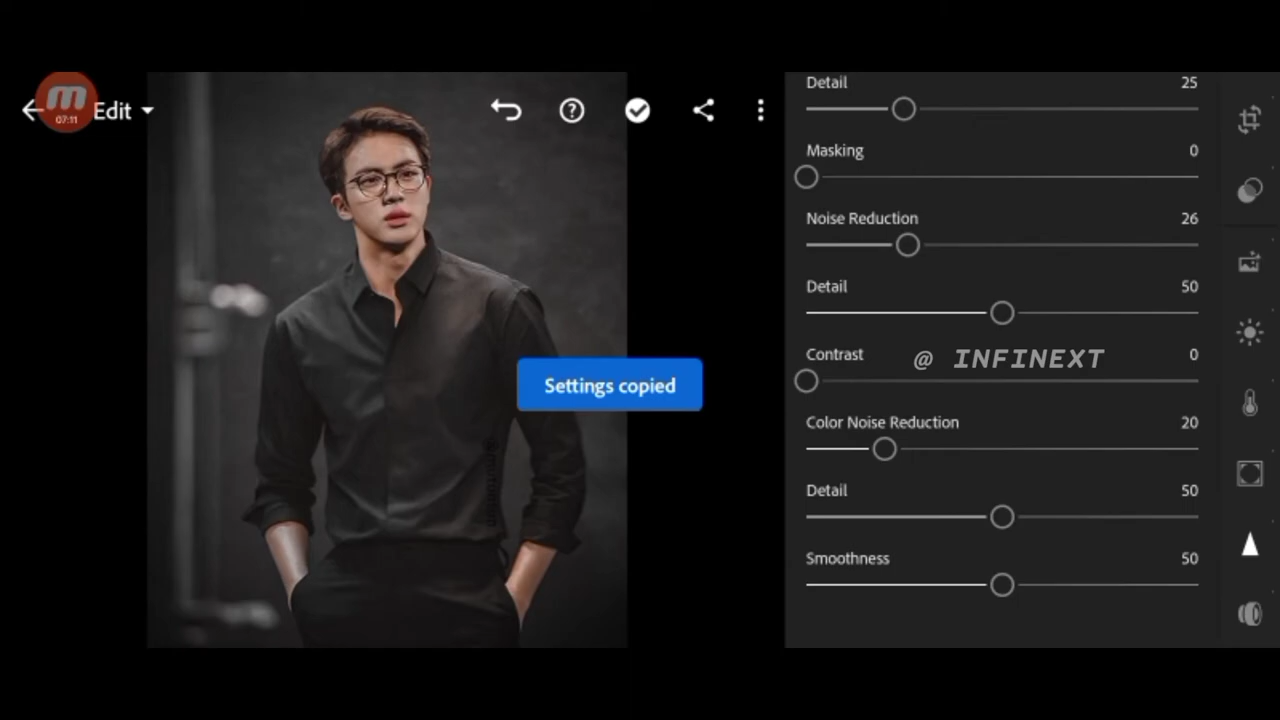 Edit
07:11
Detail 25
Masking 0
Noise Reduction 26
Detail 50
Contrast 0
@ INFINEXT
Color Noise Reduction 20
Detail 50
Smoothness 50
Settings copied